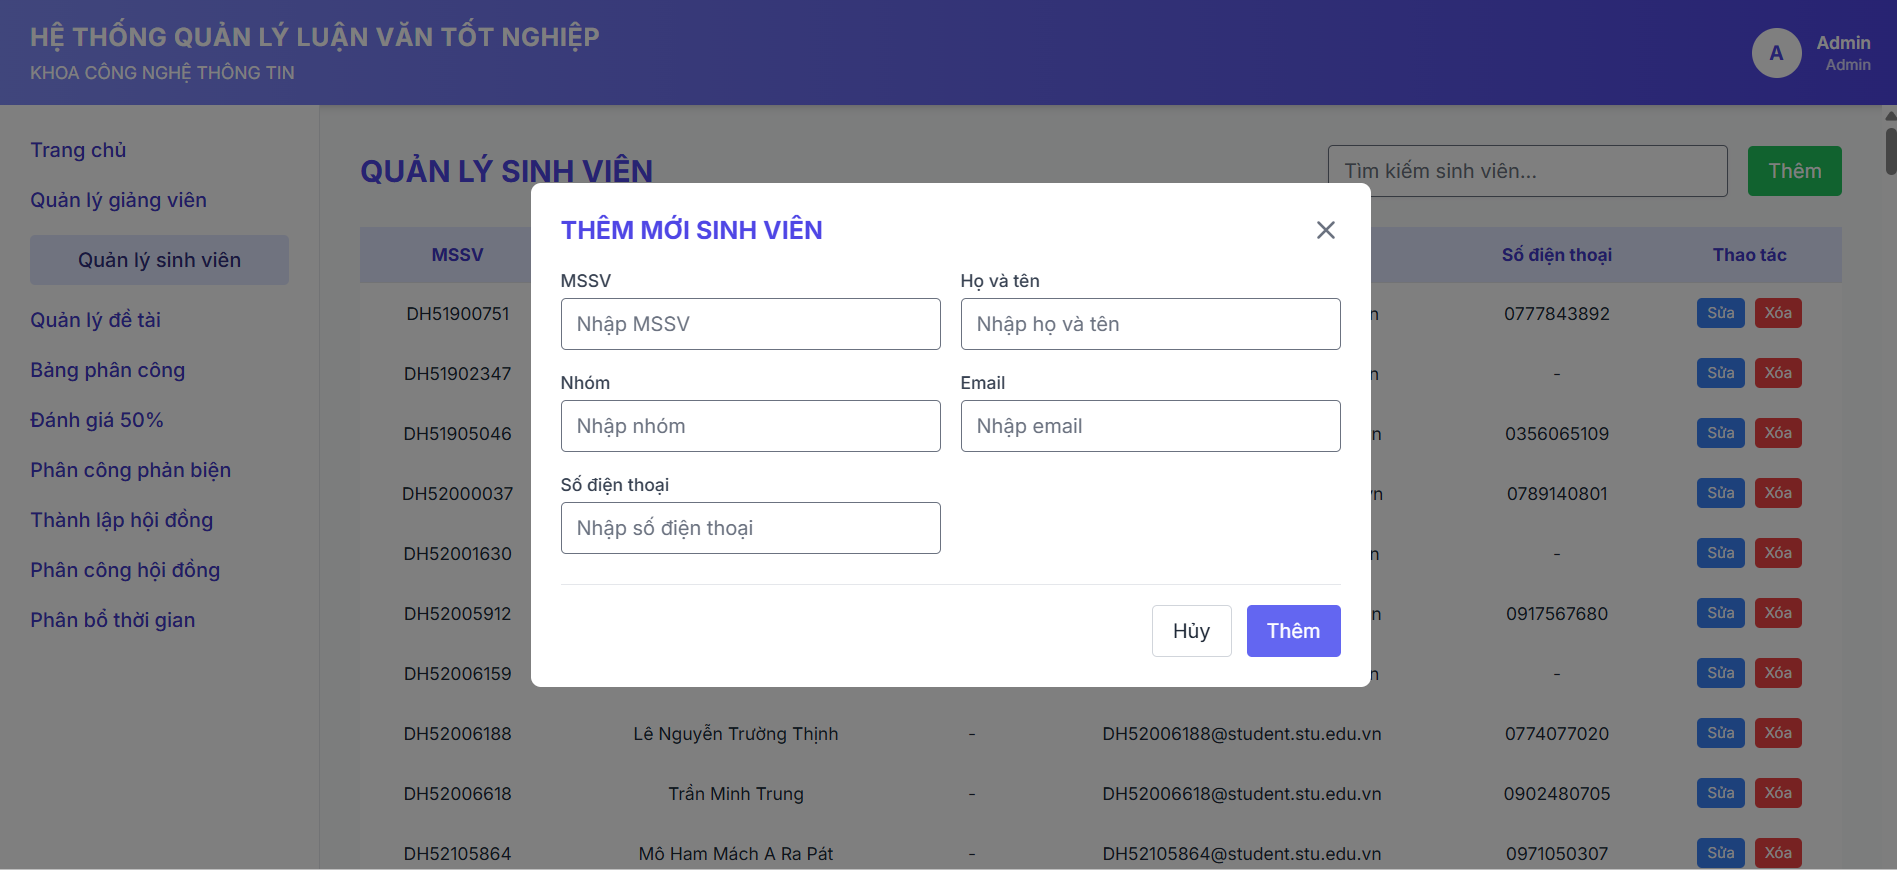 HỆ THỐNG QUẢN LÝ LUẬN VĂN TỐT NGHIỆP
KHOA CÔNG NGHỆ THÔNG TIN
A
Admin
Admin
Trang chủ
Quản lý giảng viên
Quản lý sinh viên
Quản lý đề tài
Bảng phân công
Đánh giá 50%
Phân công phản biện
Thành lập hội đồng
Phân công hội đồng
Phân bổ thời gian
QUẢN LÝ SINH VIÊN
Tìm kiếm sinh viên...
Thêm
MSSV Số điện thoại Thao tác
DH51900751 n 0777843892 Sửa Xóa
DH51902347 n - Sửa Xóa
DH51905046 n 0356065109 Sửa Xóa
DH52000037 n 0789140801 Sửa Xóa
DH52001630 n - Sửa Xóa
DH52005912 n 0917567680 Sửa Xóa
DH52006159 n - Sửa Xóa
DH52006188 Lê Nguyễn Trường Thịnh - DH52006188@student.stu.edu.vn 0774077020 Sửa Xóa
DH52006618 Trần Minh Trung - DH52006618@student.stu.edu.vn 0902480705 Sửa Xóa
DH52105864 Mô Ham Mách A Ra Pát - DH52105864@student.stu.edu.vn 0971050307 Sửa Xóa
THÊM MỚI SINH VIÊN
MSSV
Nhập MSSV
Họ và tên
Nhập họ và tên
Nhóm
Nhập nhóm
Email
Nhập email
Số điện thoại
Nhập số điện thoại
Hủy
Thêm